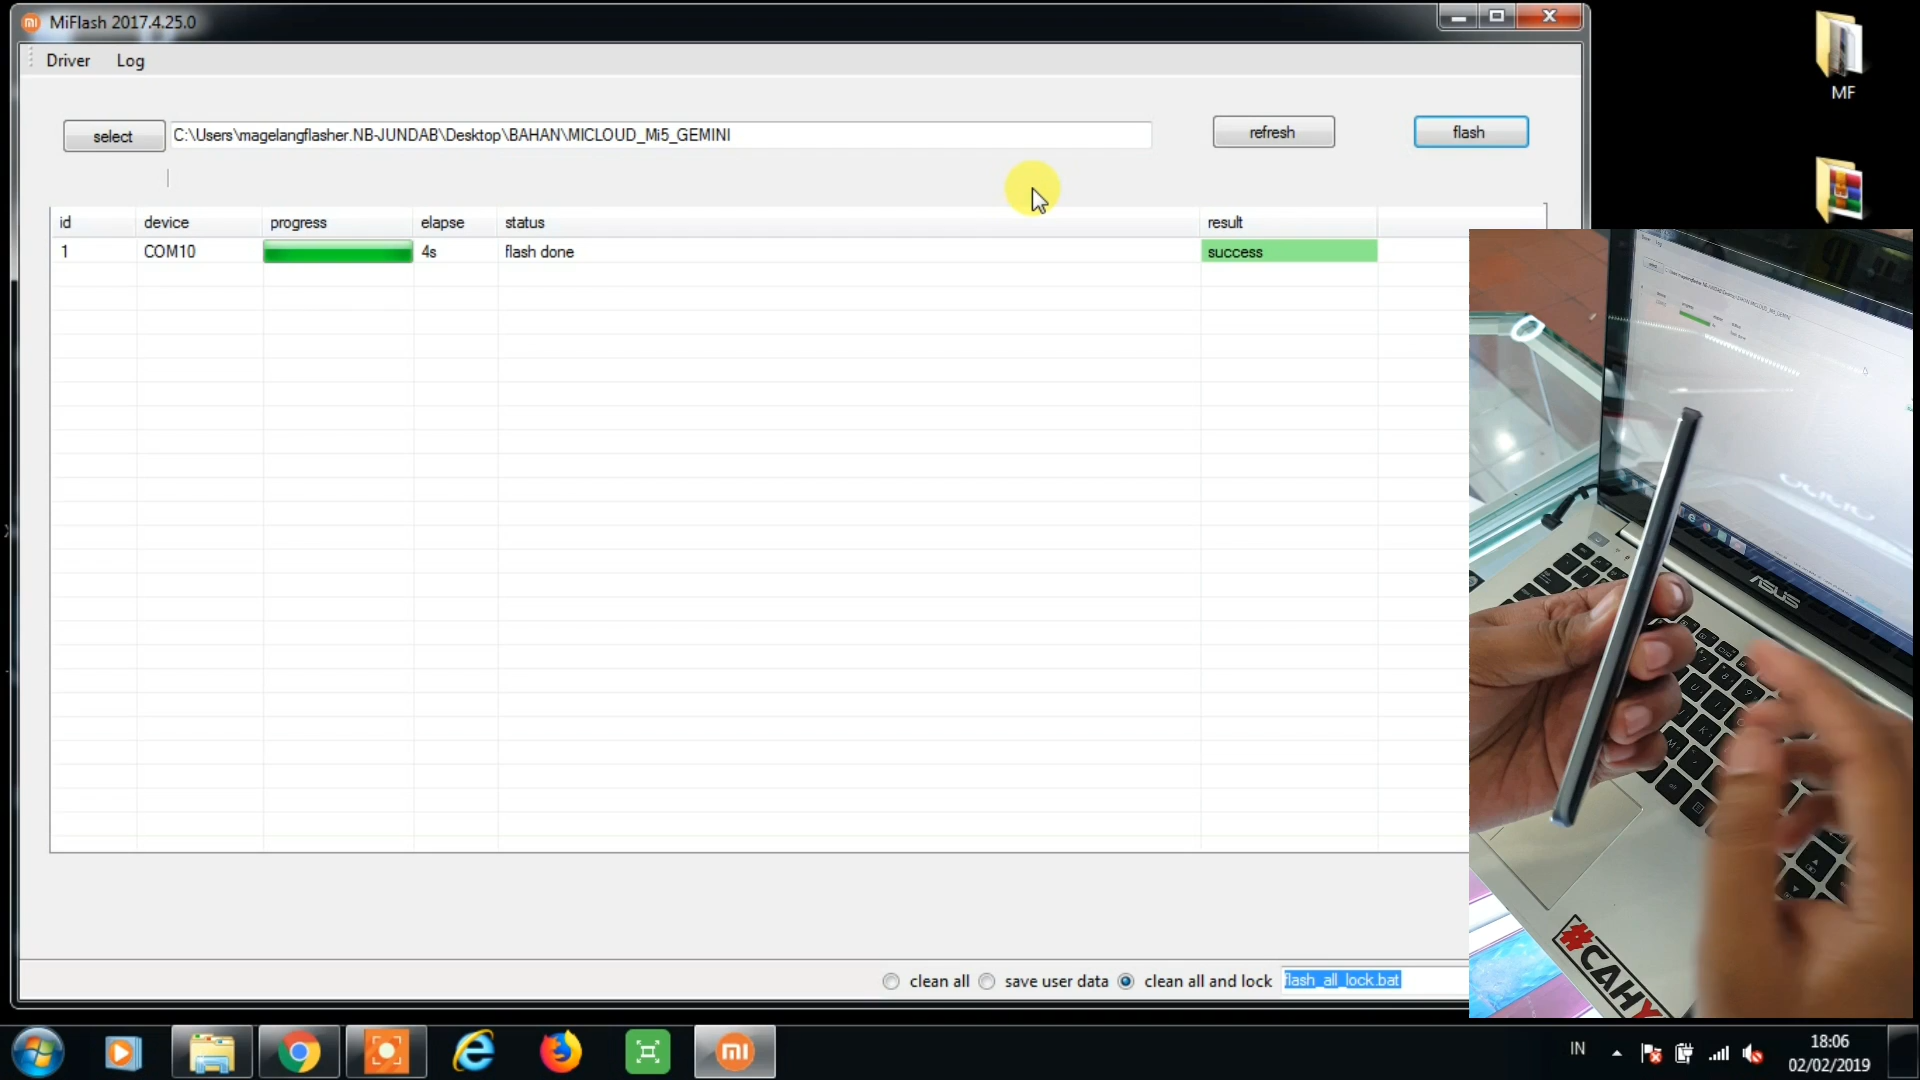 MiFlash 2017.4.25.0
Driver Log
select C:\Users\magelangflasher.NB-JUNDAB\Desktop\BAHAN\MICLOUD_Mi5_GEMINI refresh flash
id device progress elapse status result
1 COM10 4s flash done success
clean all save user data clean all and lock flash_all_lock.bat
MF
ASUS
#CAHY
IN
18:06
02/02/2019